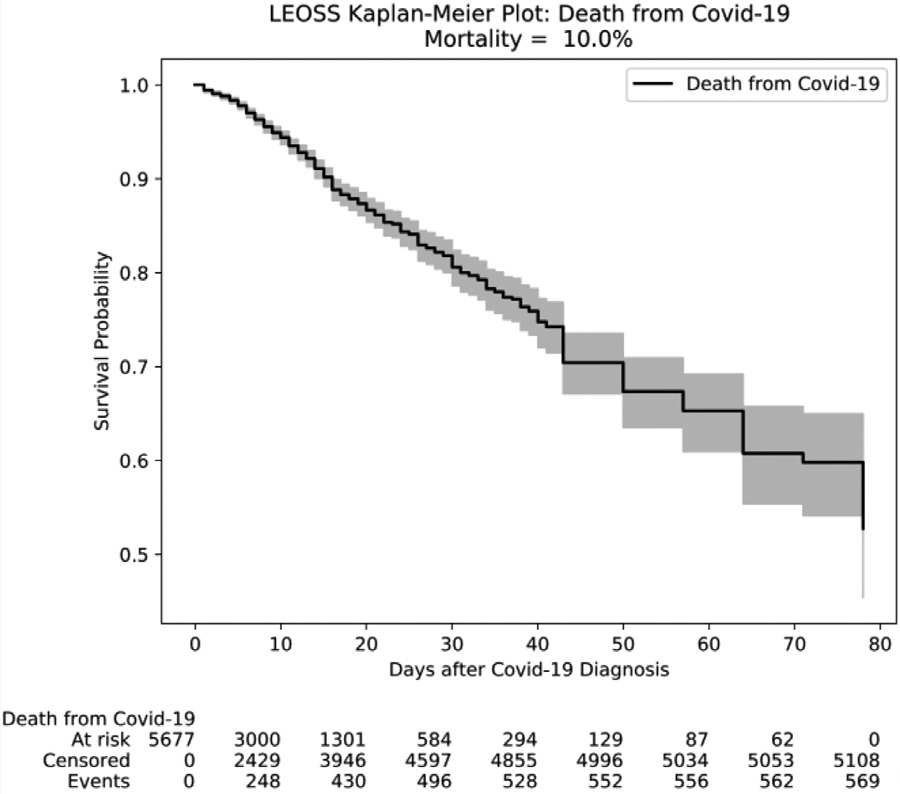 LEOSS Kaplan-Meier Plot: Death from Covid-19
Mortality = 10.0%
Death from Covid-19
1.0
0.9
0.8
0.7
0.6
0.5
Survival Probability
0 10 20 30 40 50 60 70 80
Days after Covid-19 Diagnosis
Death from Covid-19
At risk 5677 3000 1301 584 294 129 87 62 0
Censored 0 2429 3946 4597 4855 4996 5034 5053 5108
Events 0 248 430 496 528 552 556 562 569